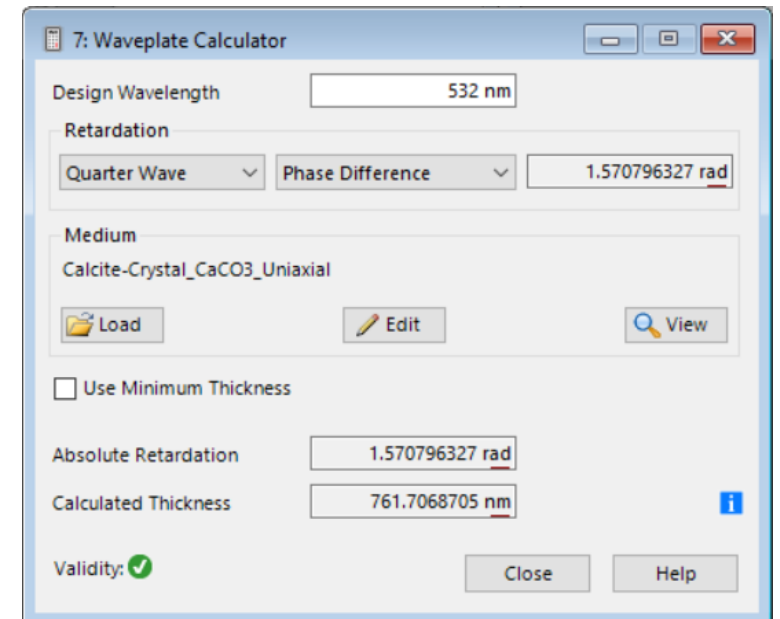 7: Waveplate Calculator
Design Wavelength 532 nm
Retardation
Quarter Wave Phase Difference 1.570796327 rad
Medium
Calcite-Crystal_CaCO3_Uniaxial
Load Edit View
Use Minimum Thickness
Absolute Retardation 1.570796327 rad
Calculated Thickness 761.7068705 nm
Validity: Close Help